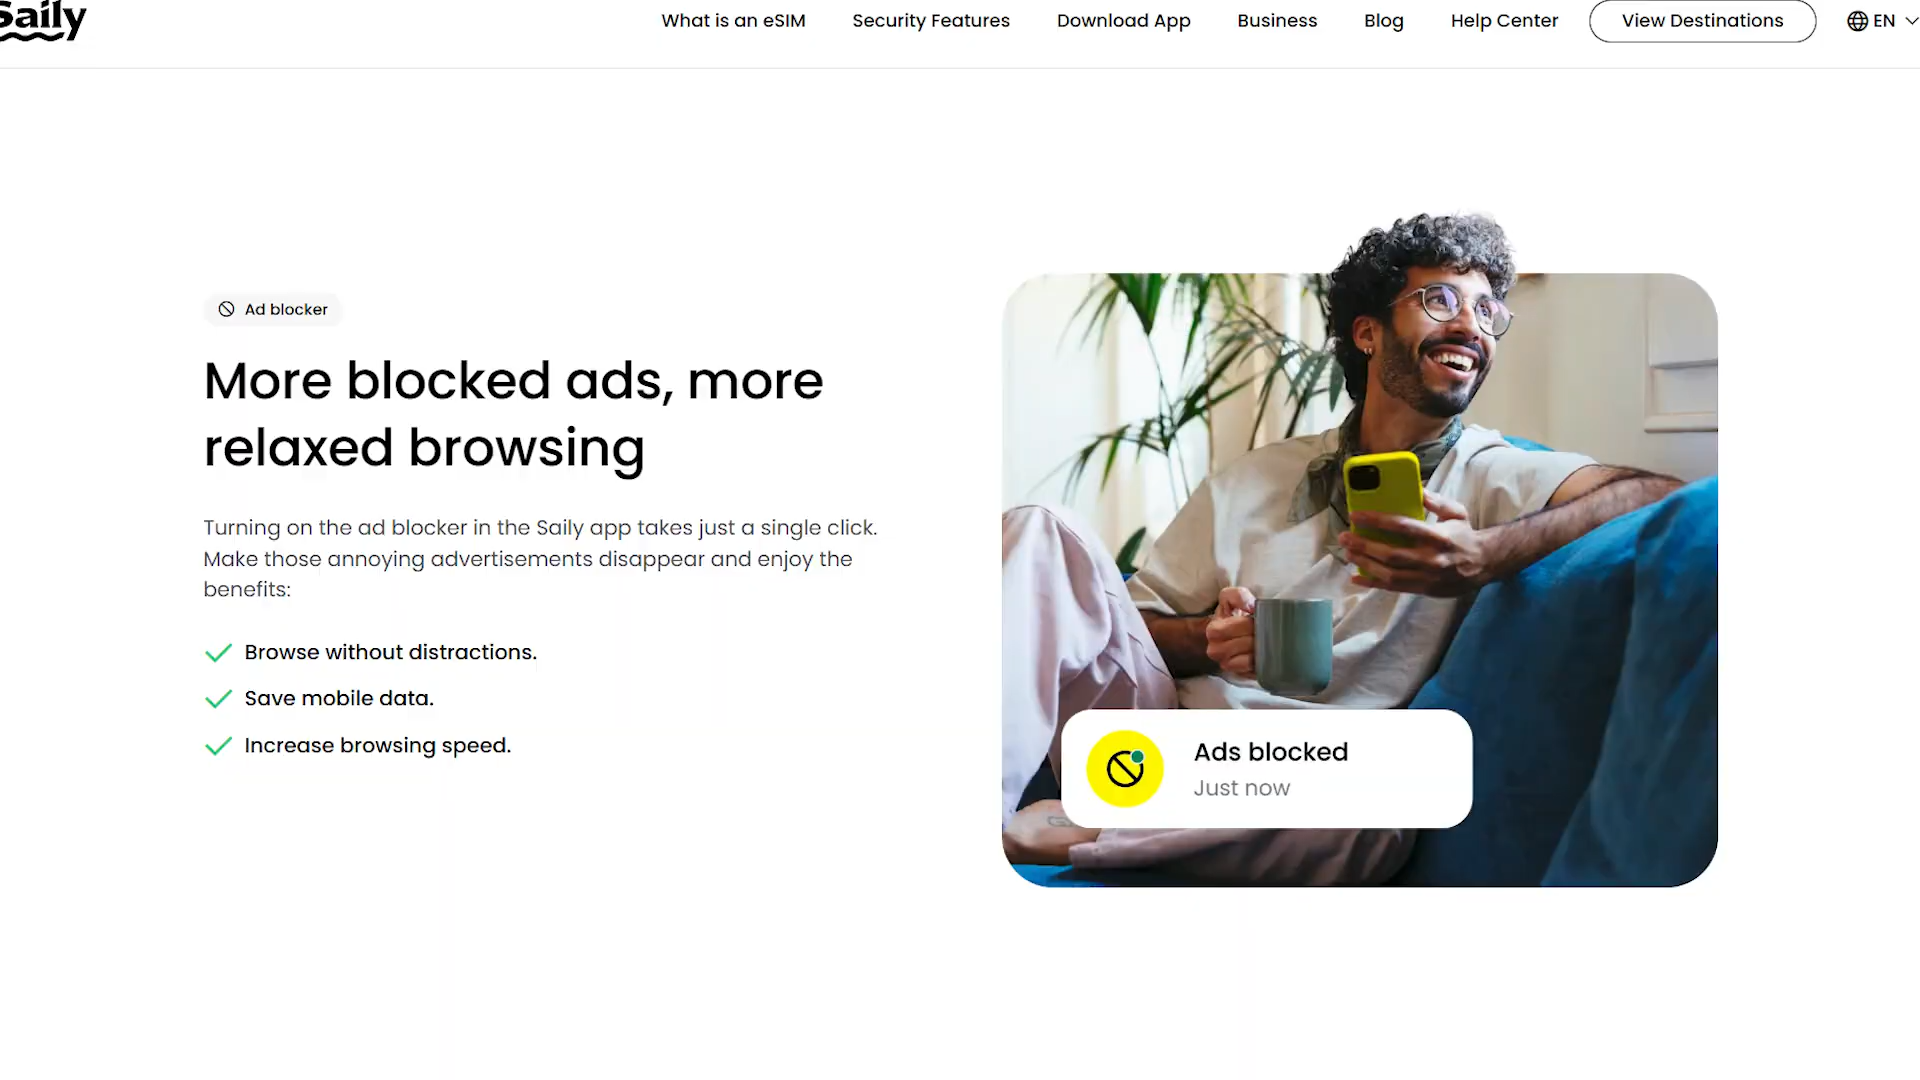 Saily
What is an eSIM
Security Features
Download App
Business
Blog
Help Center
View Destinations
EN
Ad blocker
More blocked ads, more
relaxed browsing
Turning on the ad blocker in the Saily app takes just a single click.
Make those annoying advertisements disappear and enjoy the
benefits:
Browse without distractions.
Save mobile data.
Increase browsing speed.
Ads blocked
Just now